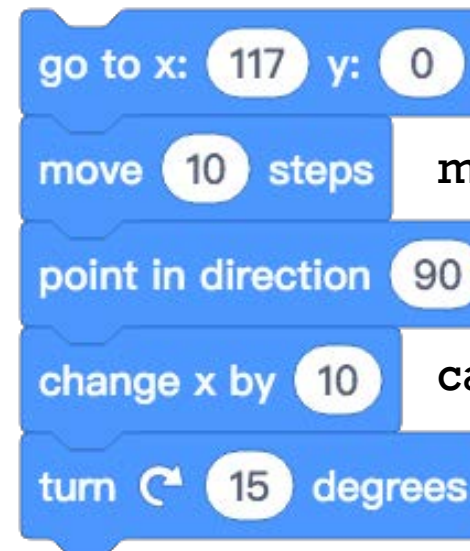 go to x: 117 y: 0
move 10 steps
point in direction 90
change x by 10
turn 15 degrees